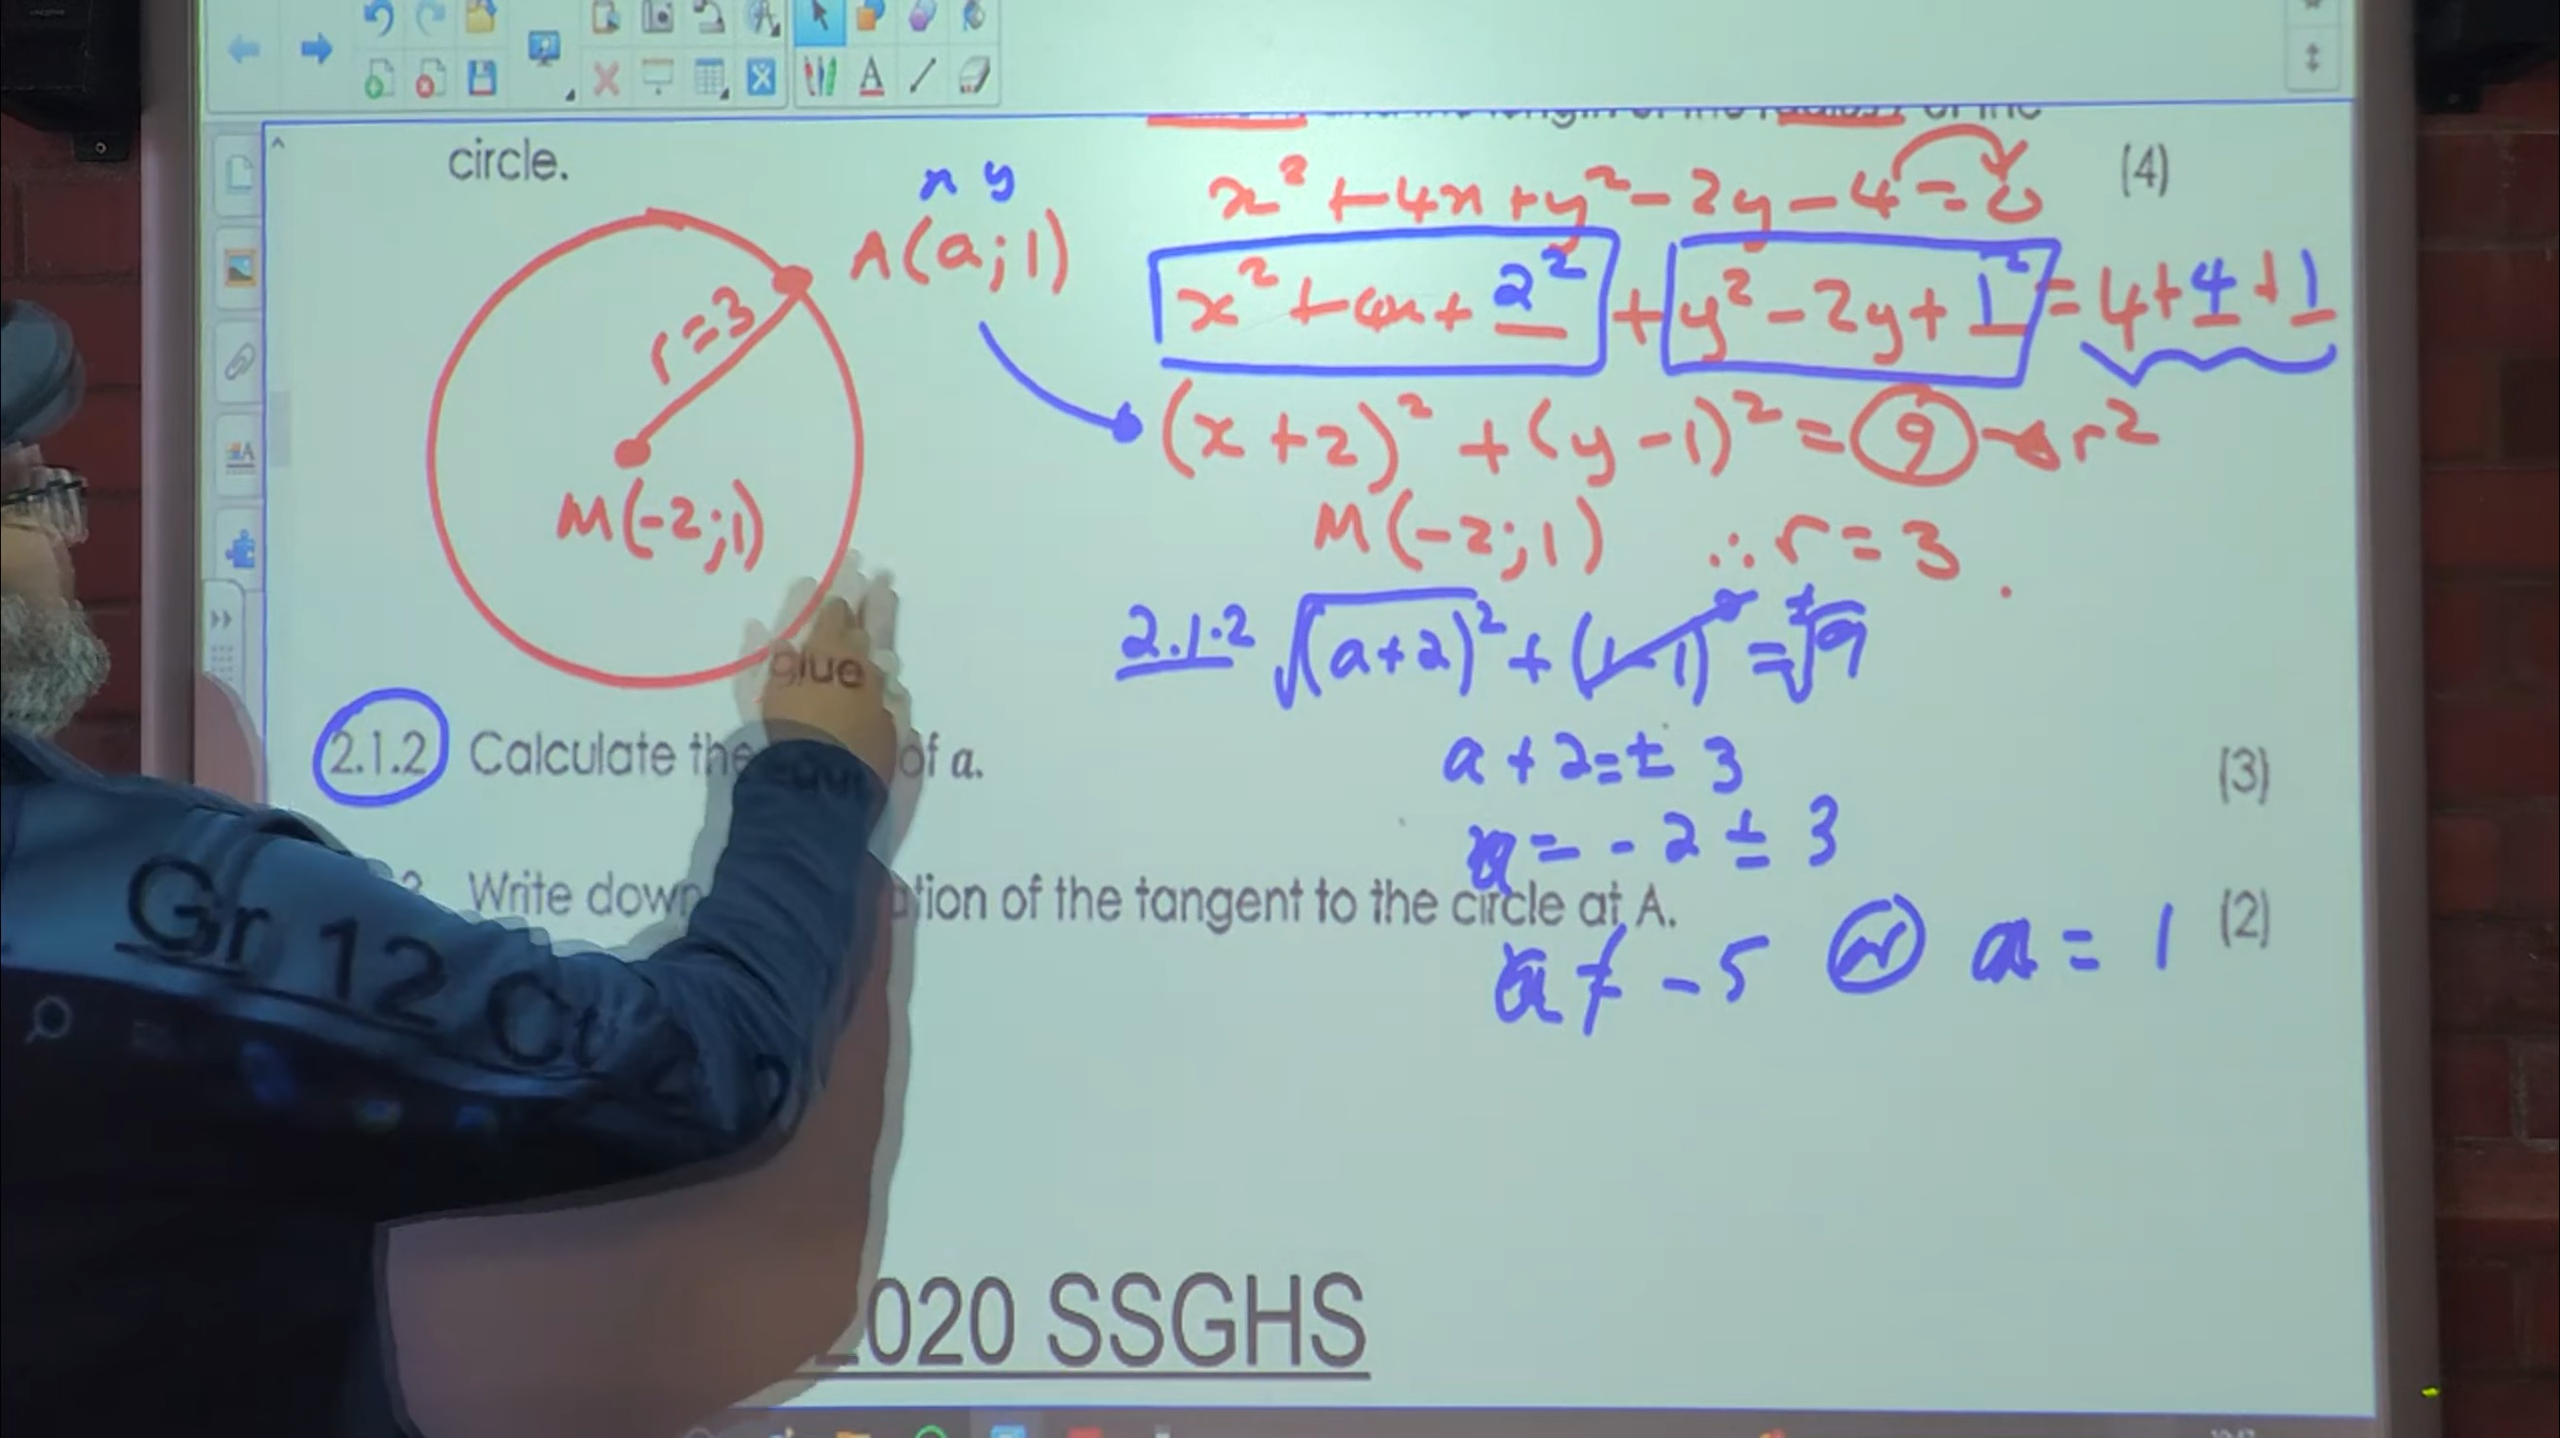 circle.
(4)
x² + 4x + y² - 2y - 4 = 0
x² + 4x + 2² + y² - 2y + 1² = 4 + 4 + 1
(x + 2)² + (y - 1)² = 9 → r²
M(-2;1) ∴ r = 3
x y
A(a;1)
r = 3
M(-2;1)
2.1.2 √(a+2)² + (1-1) = ±√9
a + 2 = ± 3
a = -2 ± 3
a ≠ -5 or a = 1
2.1.2 Calculate the of a.
(3)
Write down of the tangent to the circle at A.
(2)
Gr 12
020 SSGHS